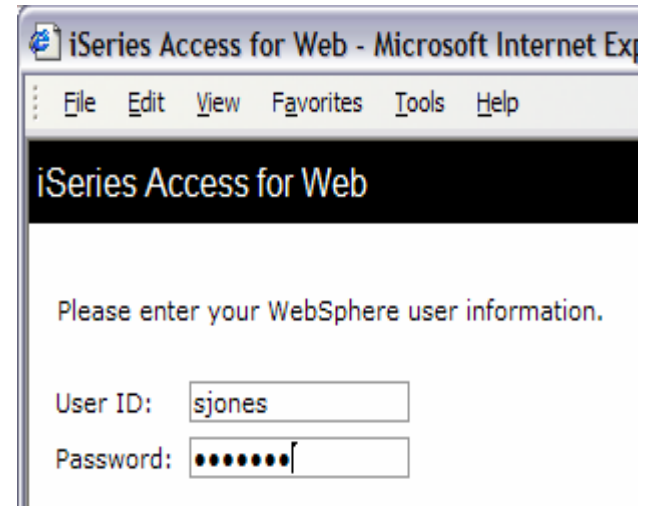 iSeries Access for Web - Microsoft Internet Exp
File Edit View Favorites Tools Help
iSeries Access for Web
Please enter your WebSphere user information.
User ID: sjones
Password: •••••••